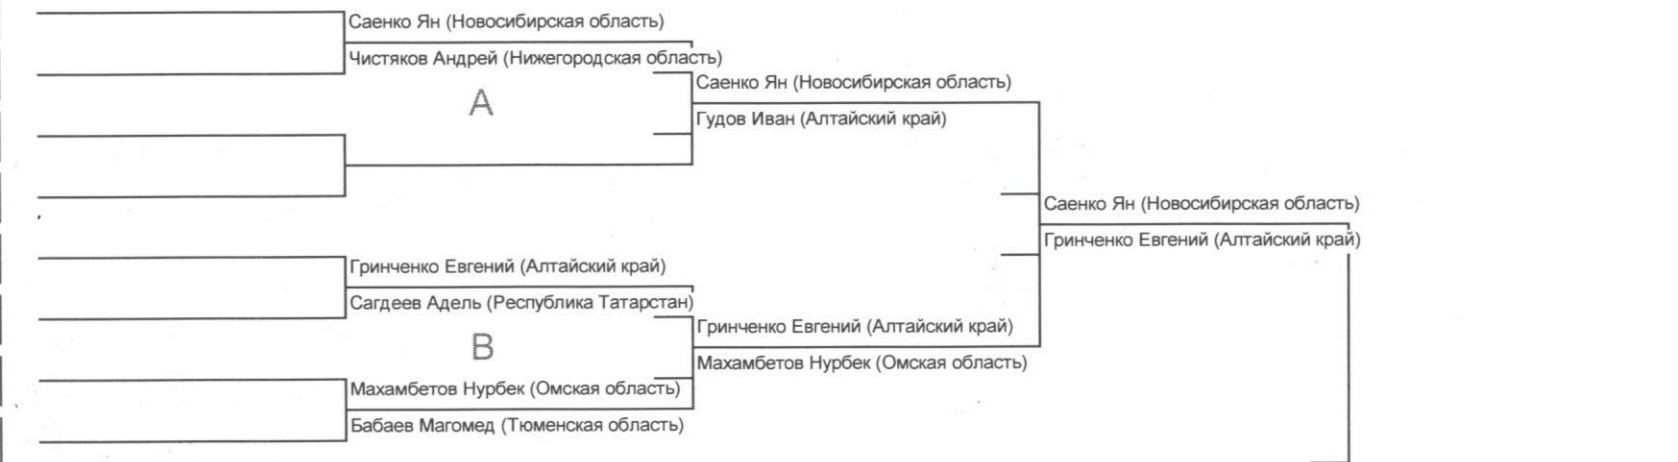 Саенко Ян (Новосибирская область)
Чистяков Андрей (Нижегородская область)
Саенко Ян (Новосибирская область)
A
Гудов Иван (Алтайский край)
Саенко Ян (Новосибирская область)
Гринченко Евгений (Алтайский край)
Гринченко Евгений (Алтайский край)
Сагдеев Адель (Республика Татарстан)
Гринченко Евгений (Алтайский край)
B
Махамбетов Нурбек (Омская область)
Махамбетов Нурбек (Омская область)
Бабаев Магомед (Тюменская область)